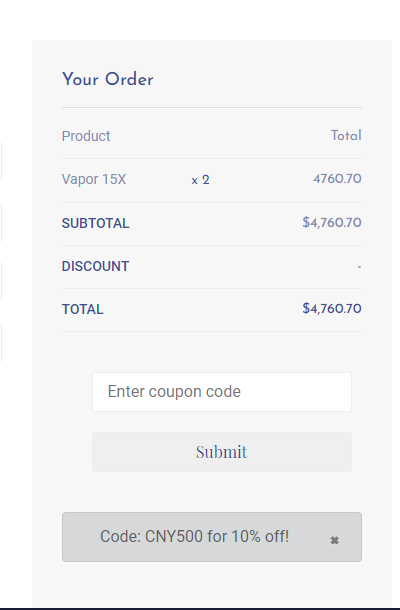 Your Order
Product Total
Vapor 15X x 2 4760.70
SUBTOTAL $4,760.70
DISCOUNT -
TOTAL $4,760.70
Enter coupon code
Submit
Code: CNY500 for 10% off! ✖